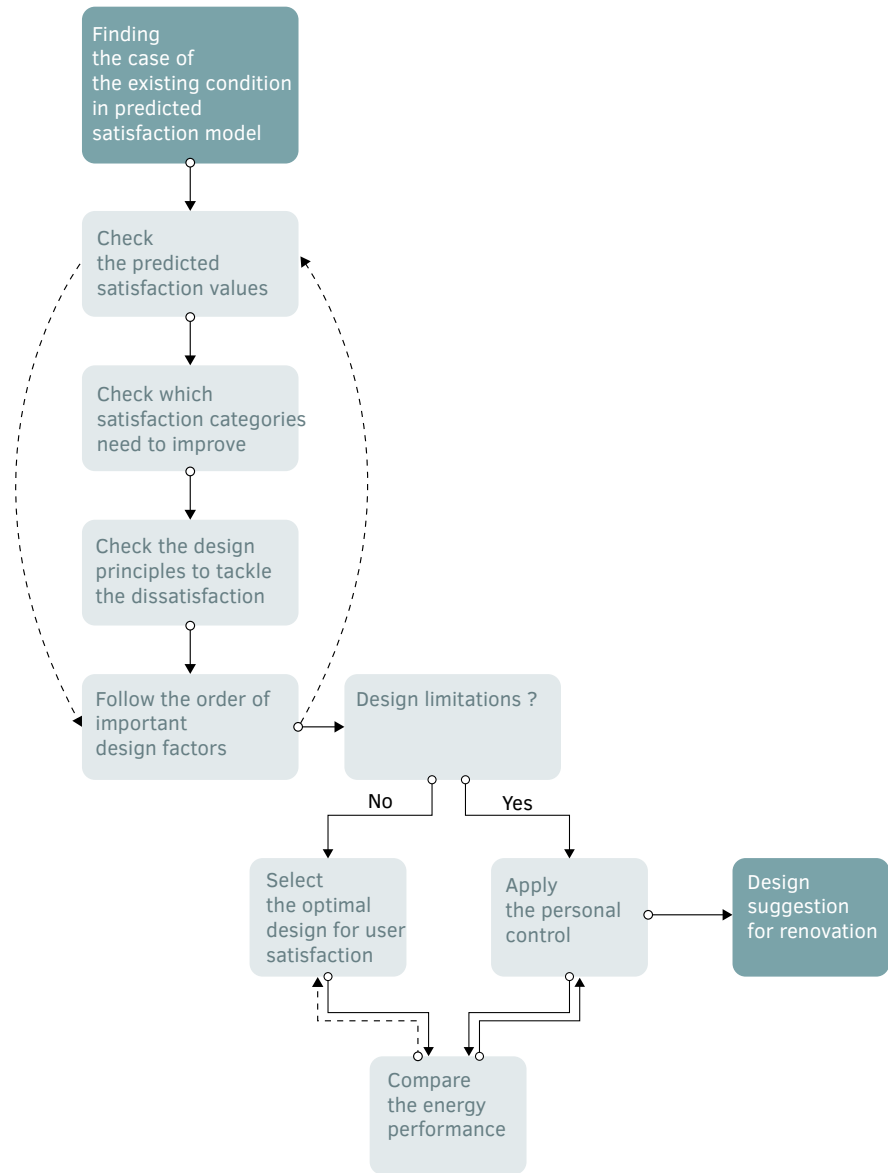 Finding
the case of
the existing condition
in predicted
satisfaction model
Check
the predicted
satisfaction values
Check which
satisfaction categories
need to improve
Check the design
principles to tackle
the dissatisfaction
Follow the order of
important
design factors
Design limitations ?
No
Yes
Select
the optimal
design for user
satisfaction
Apply
the personal
control
Design
suggestion
for renovation
Compare
the energy
performance